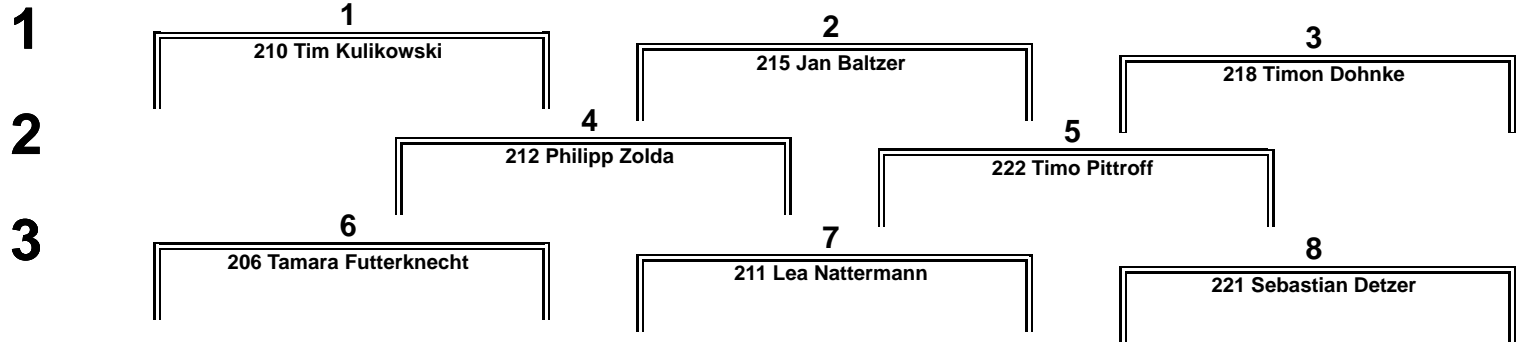 1
1
210 Tim Kulikowski
2
215 Jan Baltzer
3
218 Timon Dohnke
2
4
212 Philipp Zolda
5
222 Timo Pittroff
3
6
206 Tamara Futterknecht
7
211 Lea Nattermann
8
221 Sebastian Detzer